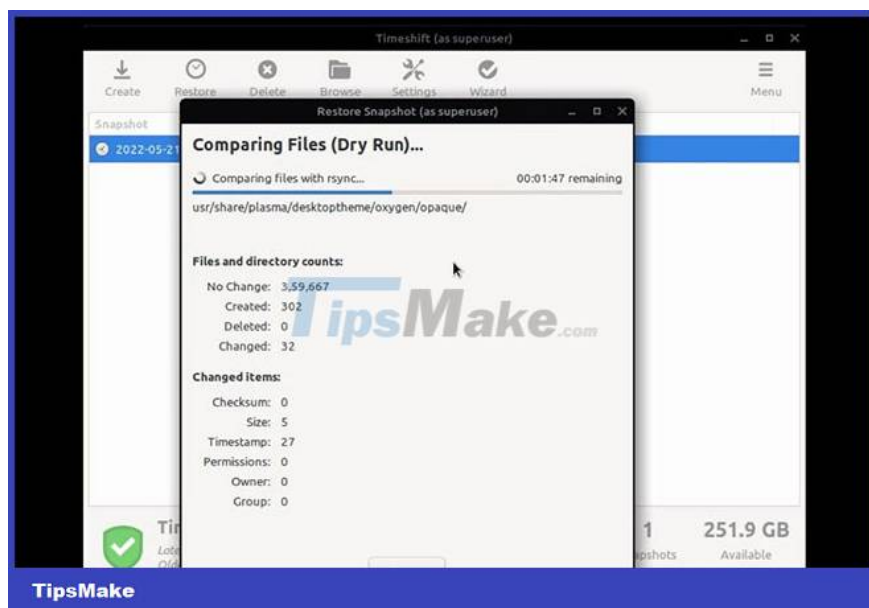 Timeshift (as superuser)
Create Restore Delete Browse Settings Wizard Menu
Restore Snapshot (as superuser)
Snapshot
2022-05-21
Comparing Files (Dry Run)...
Comparing files with rsync... 00:01:47 remaining
usr/share/plasma/desktoptheme/oxygen/opaque/
Files and directory counts:
No Change: 3,59,667
Created: 302
Deleted: 0
Changed: 32
TipsMake.com
Changed items:
Checksum: 0
Size: 5
Timestamp: 27
Permissions: 0
Owner: 0
Group: 0
1 251.9 GB
Available
TipsMake